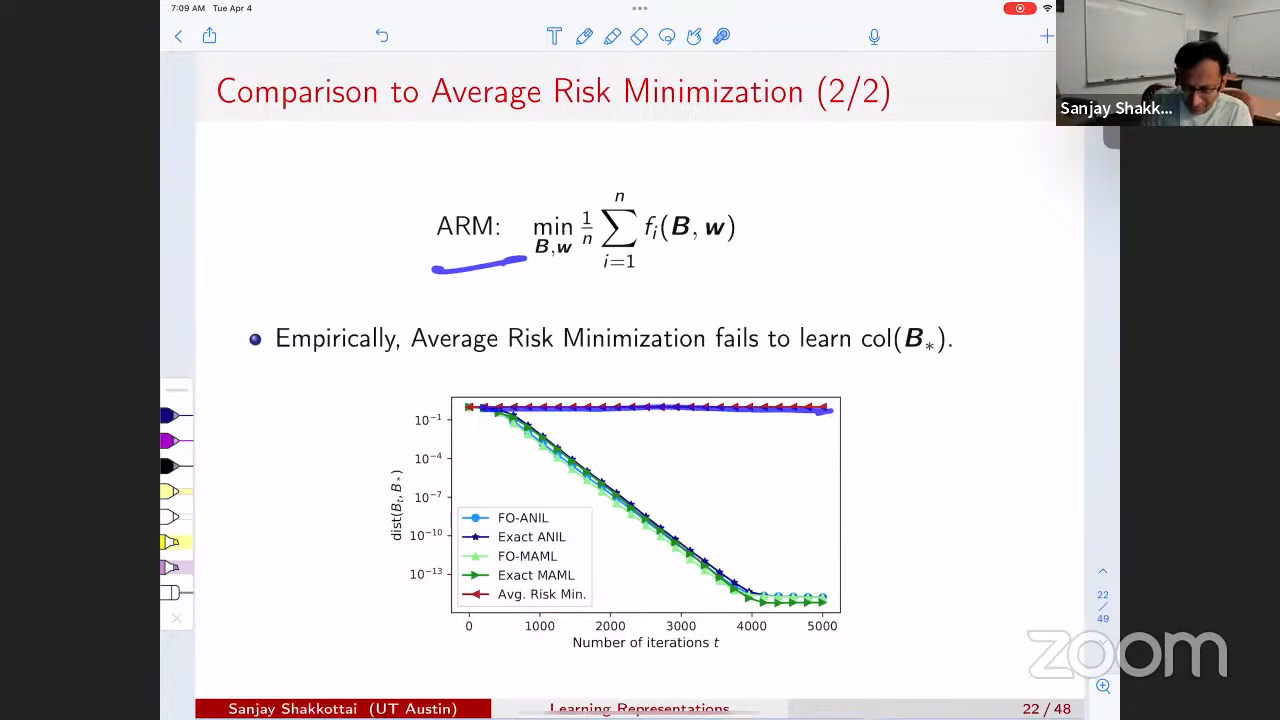 7:09 AM Tue Apr 4
Comparison to Average Risk Minimization (2/2)
Sanjay Shakk...
ARM: min_{B,w} 1/n ∑_{i=1}^{n} f_i(B, w)
Empirically, Average Risk Minimization fails to learn col(B_*).
10^{-1}
10^{-4}
10^{-7}
10^{-10}
10^{-13}
dist(B_t, B_*)
FO-ANIL
Exact ANIL
FO-MAML
Exact MAML
Avg. Risk Min.
0 1000 2000 3000 4000 5000
Number of iterations t
22
/
49
zoom
Sanjay Shakkottai (UT Austin) Learning Representations 22 / 48